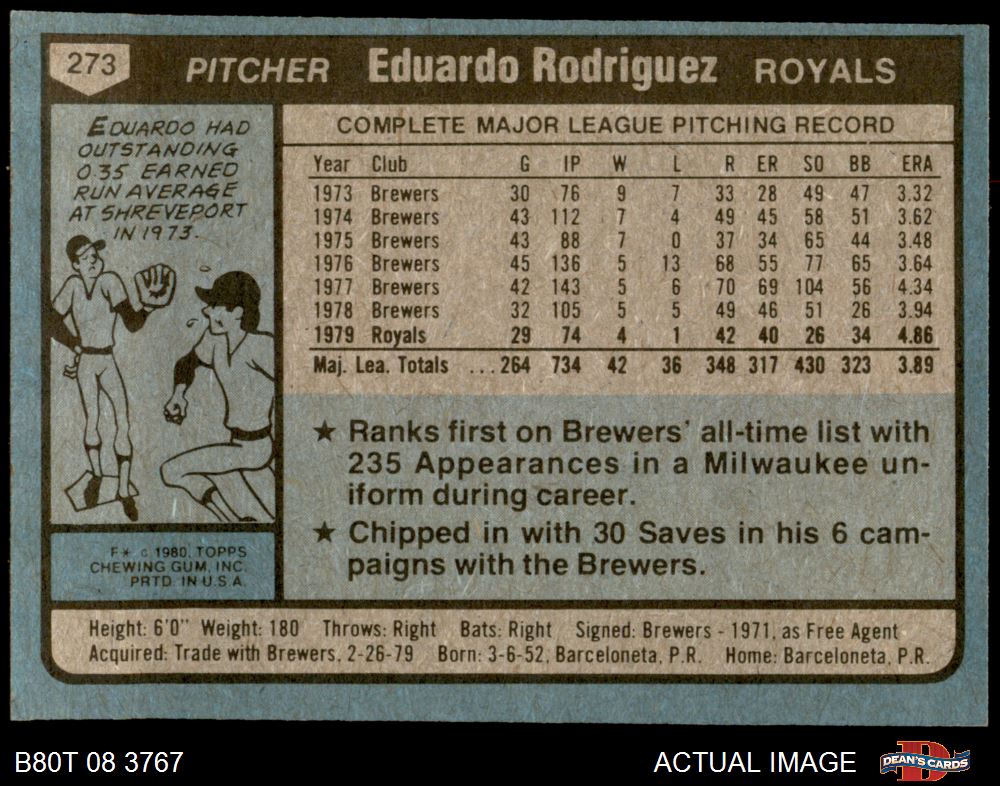 273 PITCHER Eduardo Rodriguez ROYALS
EDUARDO HAD
OUTSTANDING
0.35 EARNED
RUN AVERAGE
AT SHREVEPORT
IN 1973.
F* © 1980, TOPPS
CHEWING GUM, INC.
PRTD. IN U.S.A.
COMPLETE MAJOR LEAGUE PITCHING RECORD
Year Club G IP W L R ER SO BB ERA
1973 Brewers 30 76 9 7 33 28 49 47 3.32
1974 Brewers 43 112 7 4 49 45 58 51 3.62
1975 Brewers 43 88 7 0 37 34 65 44 3.48
1976 Brewers 45 136 5 13 68 55 77 65 3.64
1977 Brewers 42 143 5 6 70 69 104 56 4.34
1978 Brewers 32 105 5 5 49 46 51 26 3.94
1979 Royals 29 74 4 1 42 40 26 34 4.86
Maj. Lea. Totals ... 264 734 42 36 348 317 430 323 3.89
★ Ranks first on Brewers' all-time list with
235 Appearances in a Milwaukee un-
iform during career.
★ Chipped in with 30 Saves in his 6 cam-
paigns with the Brewers.
Height: 6'0" Weight: 180 Throws: Right Bats: Right Signed: Brewers - 1971, as Free Agent
Acquired: Trade with Brewers, 2-26-79 Born: 3-6-52, Barceloneta, P.R. Home: Barceloneta, P.R.
B80T 08 3767 ACTUAL IMAGE D DEAN'S CARDS